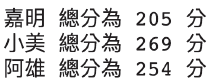 嘉明 總分為 205 分
小美 總分為 269 分
阿雄 總分為 254 分